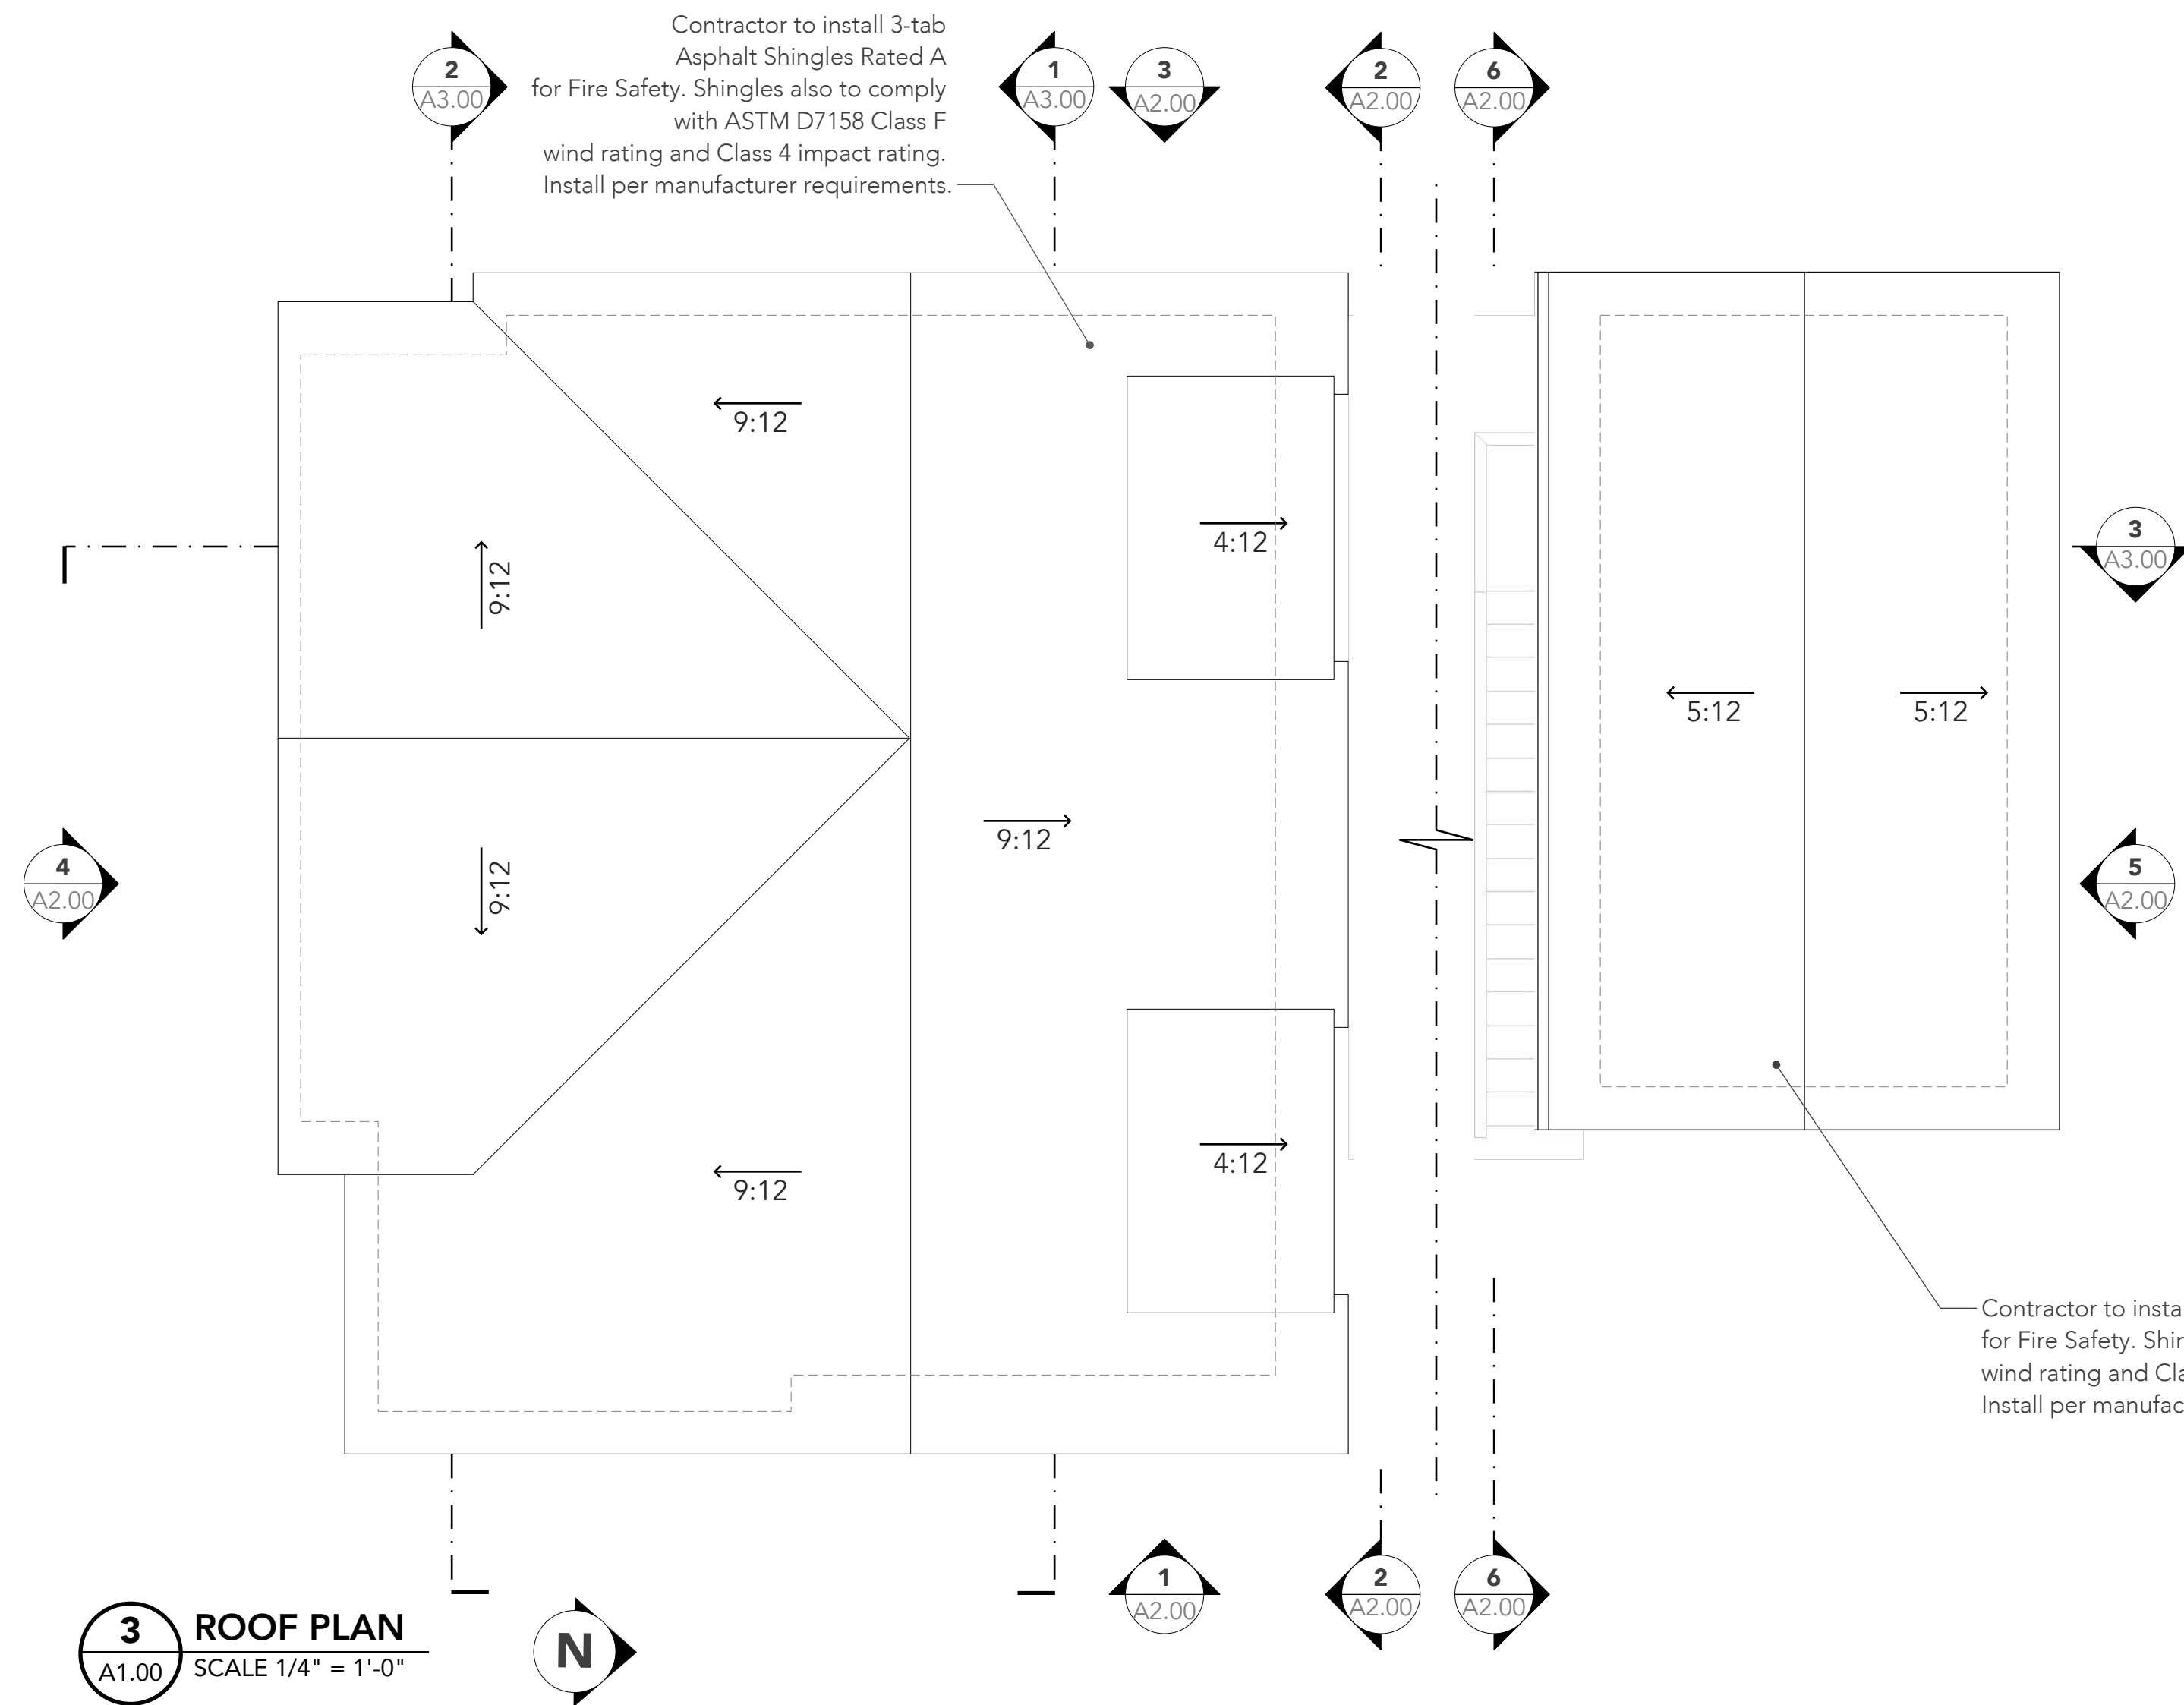 Contractor to install 3-tab
Asphalt Shingles Rated A
for Fire Safety. Shingles also to comply
with ASTM D7158 Class F
wind rating and Class 4 impact rating.
Install per manufacturer requirements.
2
A3.00
1
A3.00
3
A2.00
2
A2.00
6
A2.00
9:12
4:12
3
A3.00
9:12
5:12
5:12
9:12
4
A2.00
9:12
5
A2.00
4:12
9:12
Contractor to
for Fire Safety.
wind rating and
Install per
1
A2.00
2
A2.00
6
A2.00
3
A1.00
ROOF PLAN
SCALE 1/4" = 1'-0"
N